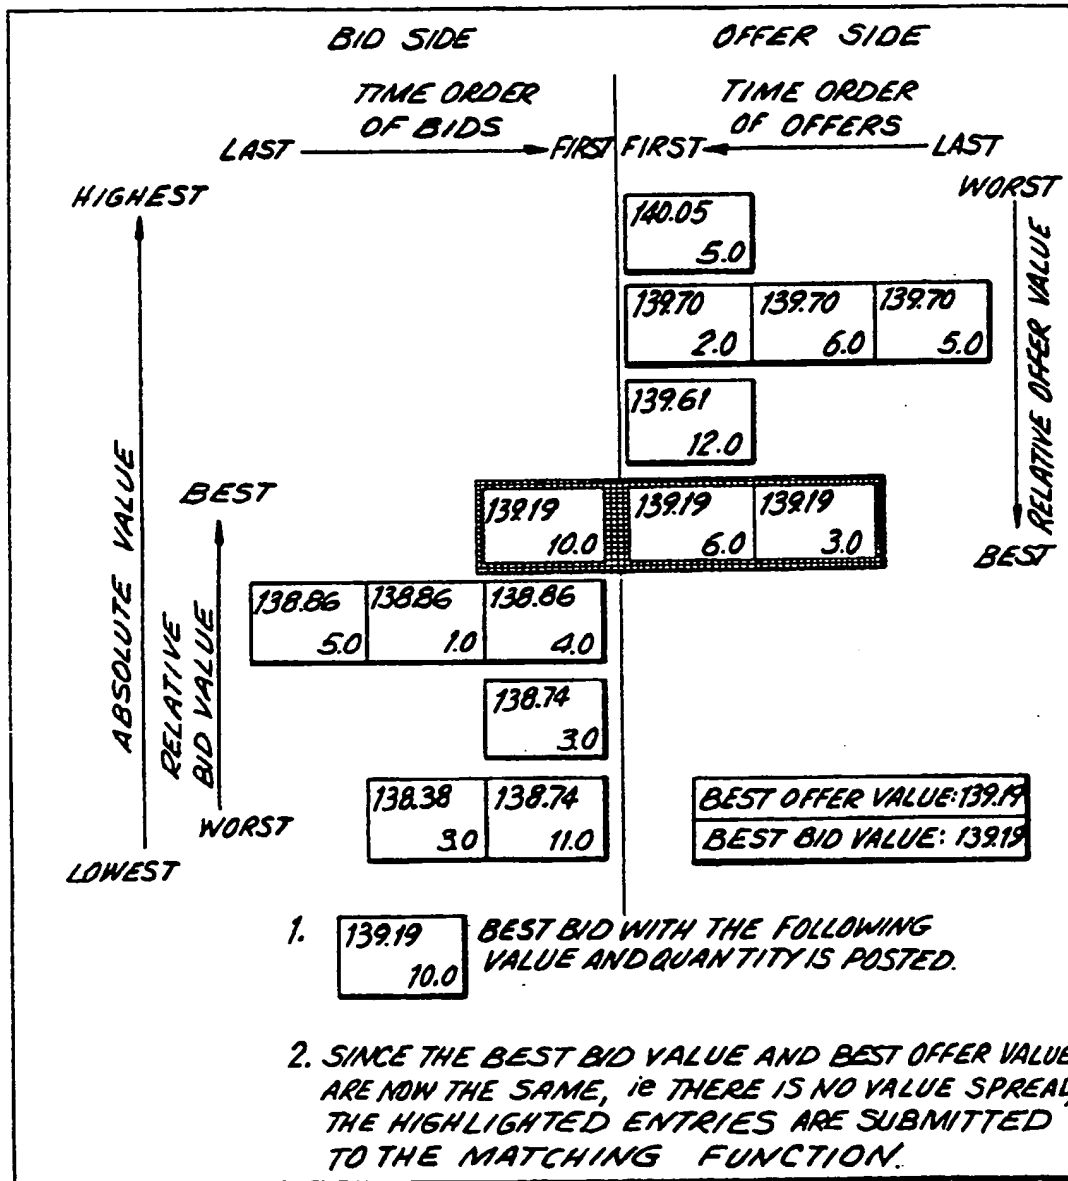 BID SIDE
OFFER SIDE
TIME ORDER
OF BIDS
TIME ORDER
OF OFFERS
LAST
FIRST
FIRST
LAST
HIGHEST
WORST
140.05
5.0
139.70
139.70
139.70
2.0
6.0
5.0
139.61
12.0
RELATIVE OFFER VALUE
BEST
139.19
139.19
139.19
10.0
6.0
3.0
BEST
ABSOLUTE VALUE
RELATIVE
BID VALUE
138.86
138.86
138.86
5.0
1.0
4.0
138.74
3.0
138.38
138.74
3.0
11.0
WORST
LOWEST
BEST OFFER VALUE: 139.19
BEST BID VALUE: 139.19
1.
139.19
10.0
BEST BID WITH THE FOLLOWING
VALUE AND QUANTITY IS POSTED.
2. SINCE THE BEST BID VALUE AND BEST OFFER VALUE
ARE NOW THE SAME, ie THERE IS NO VALUE SPREAD,
THE HIGHLIGHTED ENTRIES ARE SUBMITTED
TO THE MATCHING FUNCTION.